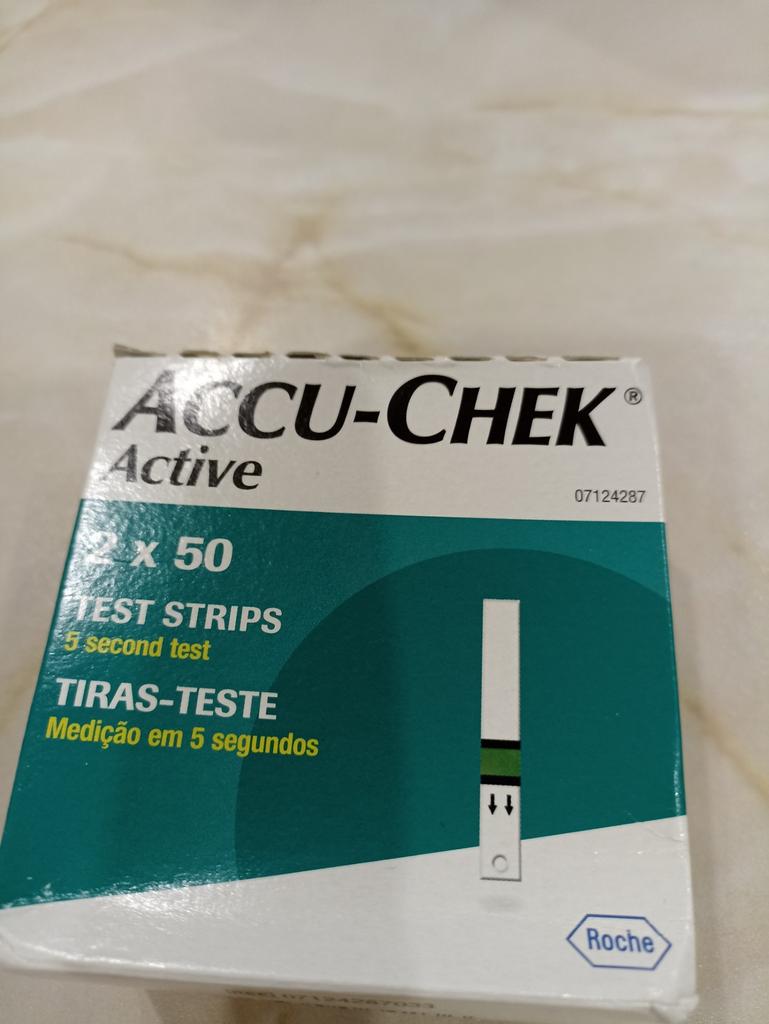 ACCU-CHEK®
Active
07124287
2 x 50
TEST STRIPS
5 second test
TIRAS-TESTE
Medição em 5 segundos
Roche